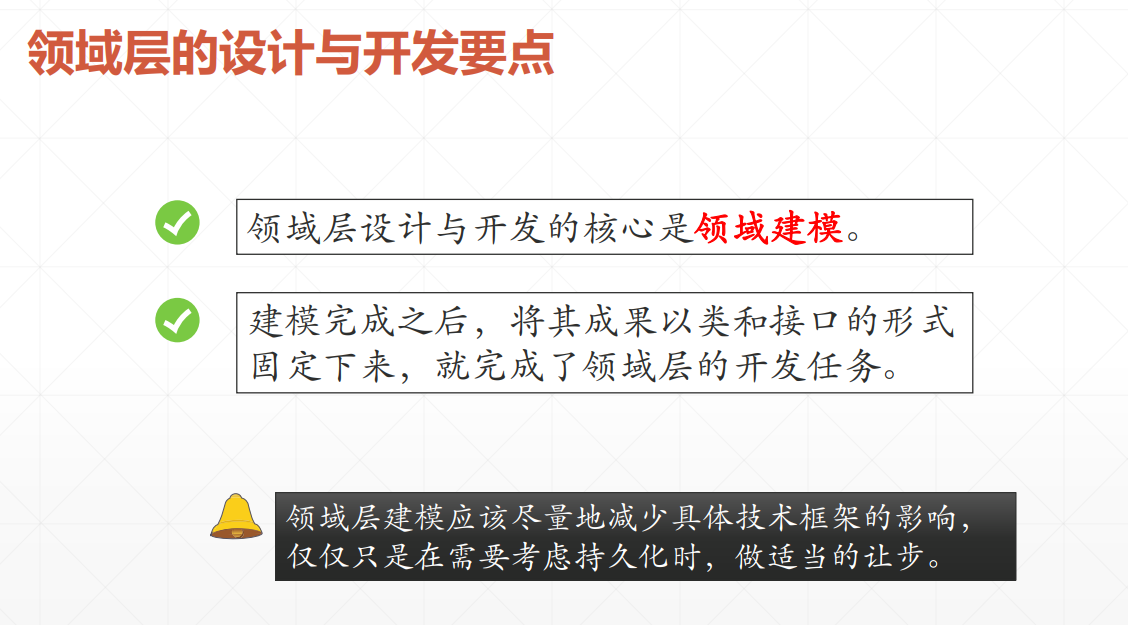 领域层的设计与开发要点
领域层设计与开发的核心是领域建模。
建模完成之后，将其成果以类和接口的形式
固定下来，就完成了领域层的开发任务。
领域层建模应该尽量地减少具体技术框架的影响，
仅仅只是在需要考虑持久化时，做适当的让步。